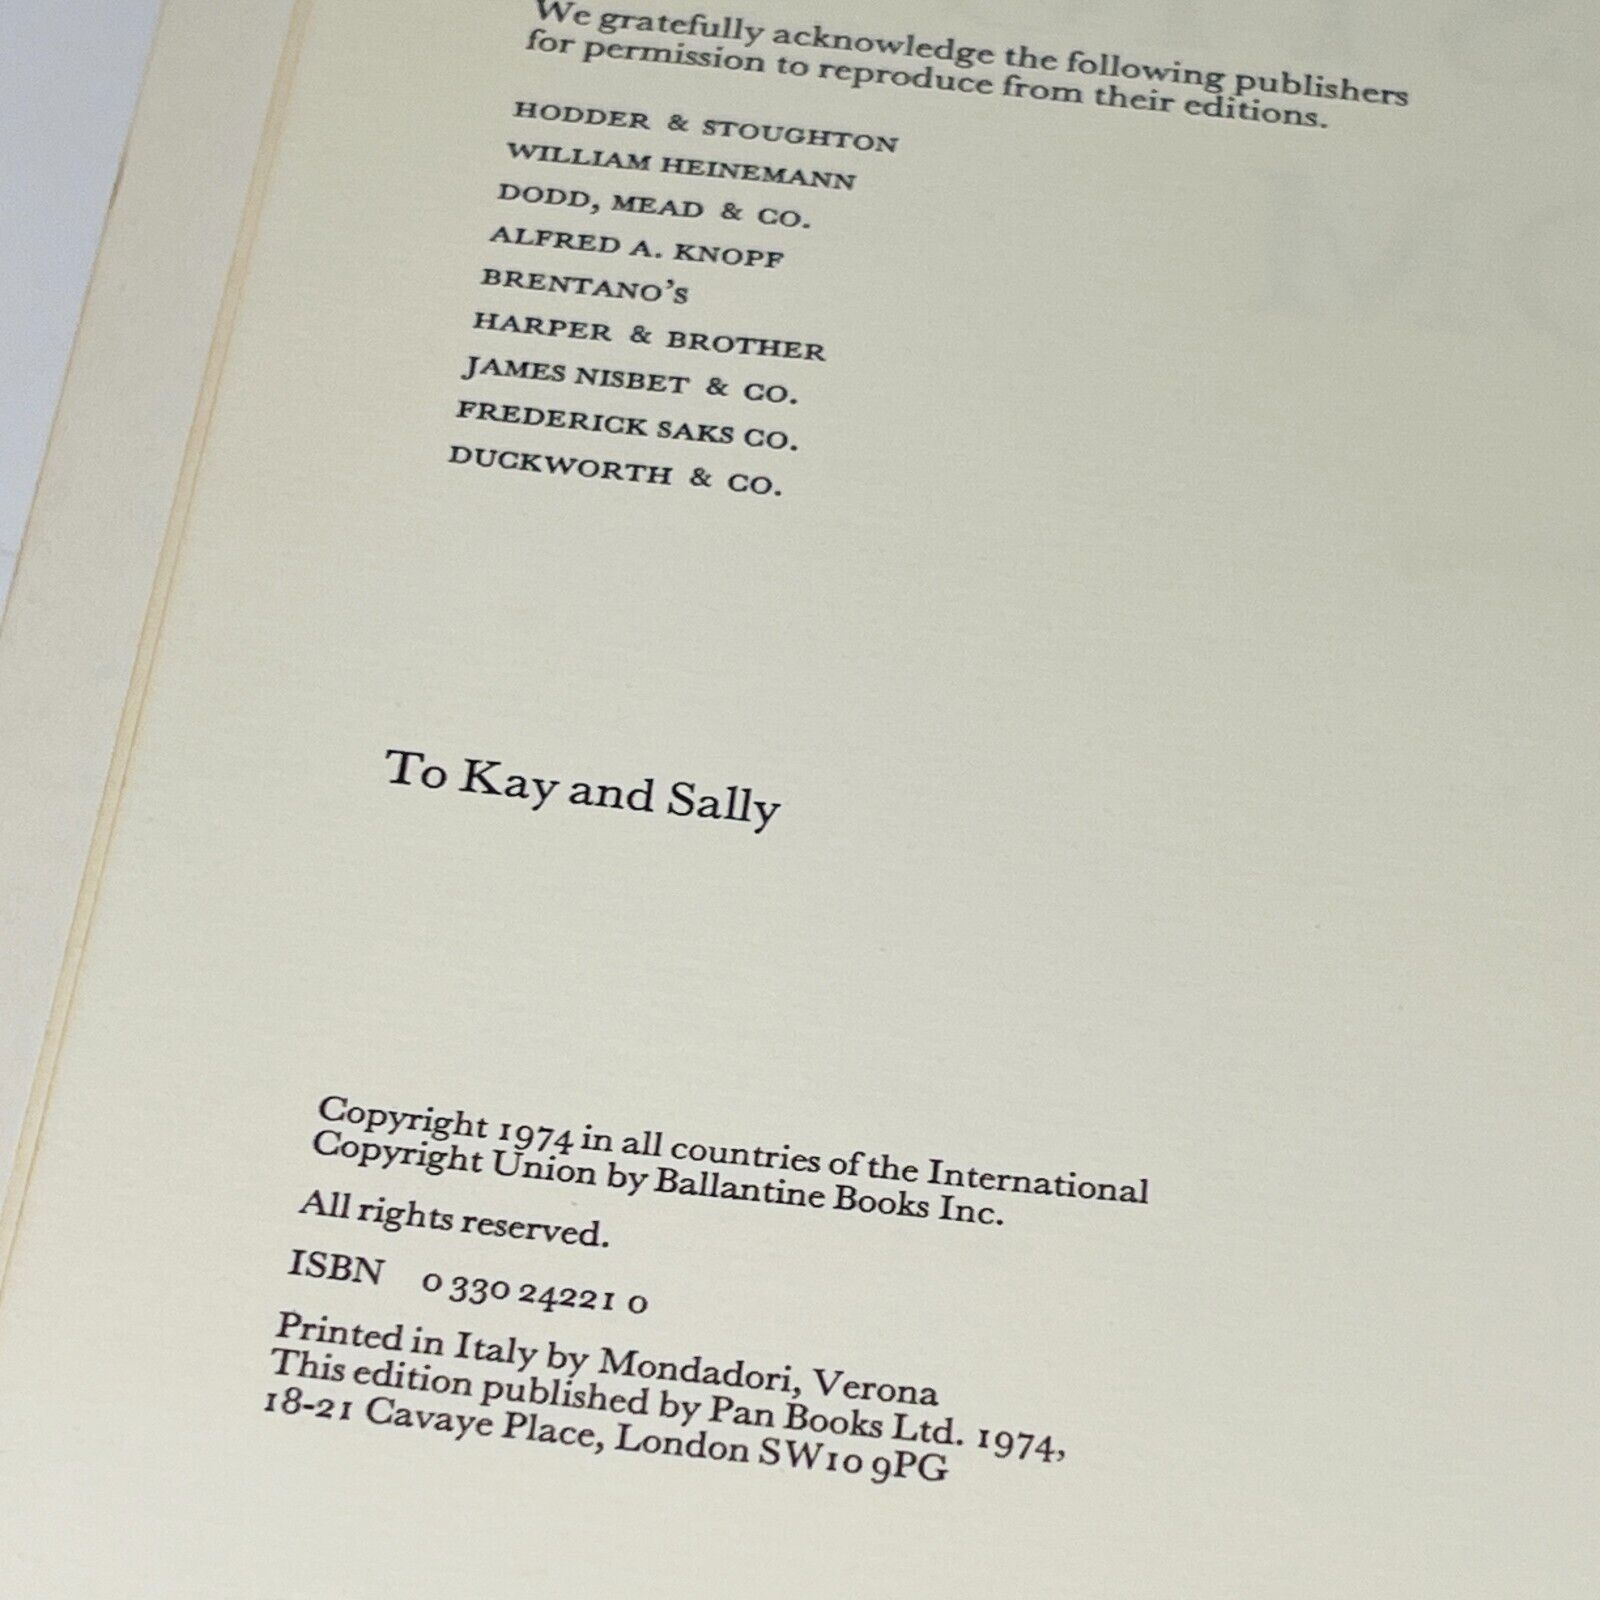 We gratefully acknowledge the following publishers
for permission to reproduce from their editions.
HODDER & STOUGHTON
WILLIAM HEINEMANN
DODD, MEAD & CO.
ALFRED A. KNOPF
BRENTANO'S
HARPER & BROTHER
JAMES NISBET & CO.
FREDERICK SAKS CO.
DUCKWORTH & CO.
To Kay and Sally
Copyright 1974 in all countries of the International
Copyright Union by Ballantine Books Inc.
All rights reserved.
ISBN 0 330 24221 0
Printed in Italy by Mondadori, Verona
This edition published by Pan Books Ltd. 1974,
18-21 Cavaye Place, London SW10 9PG